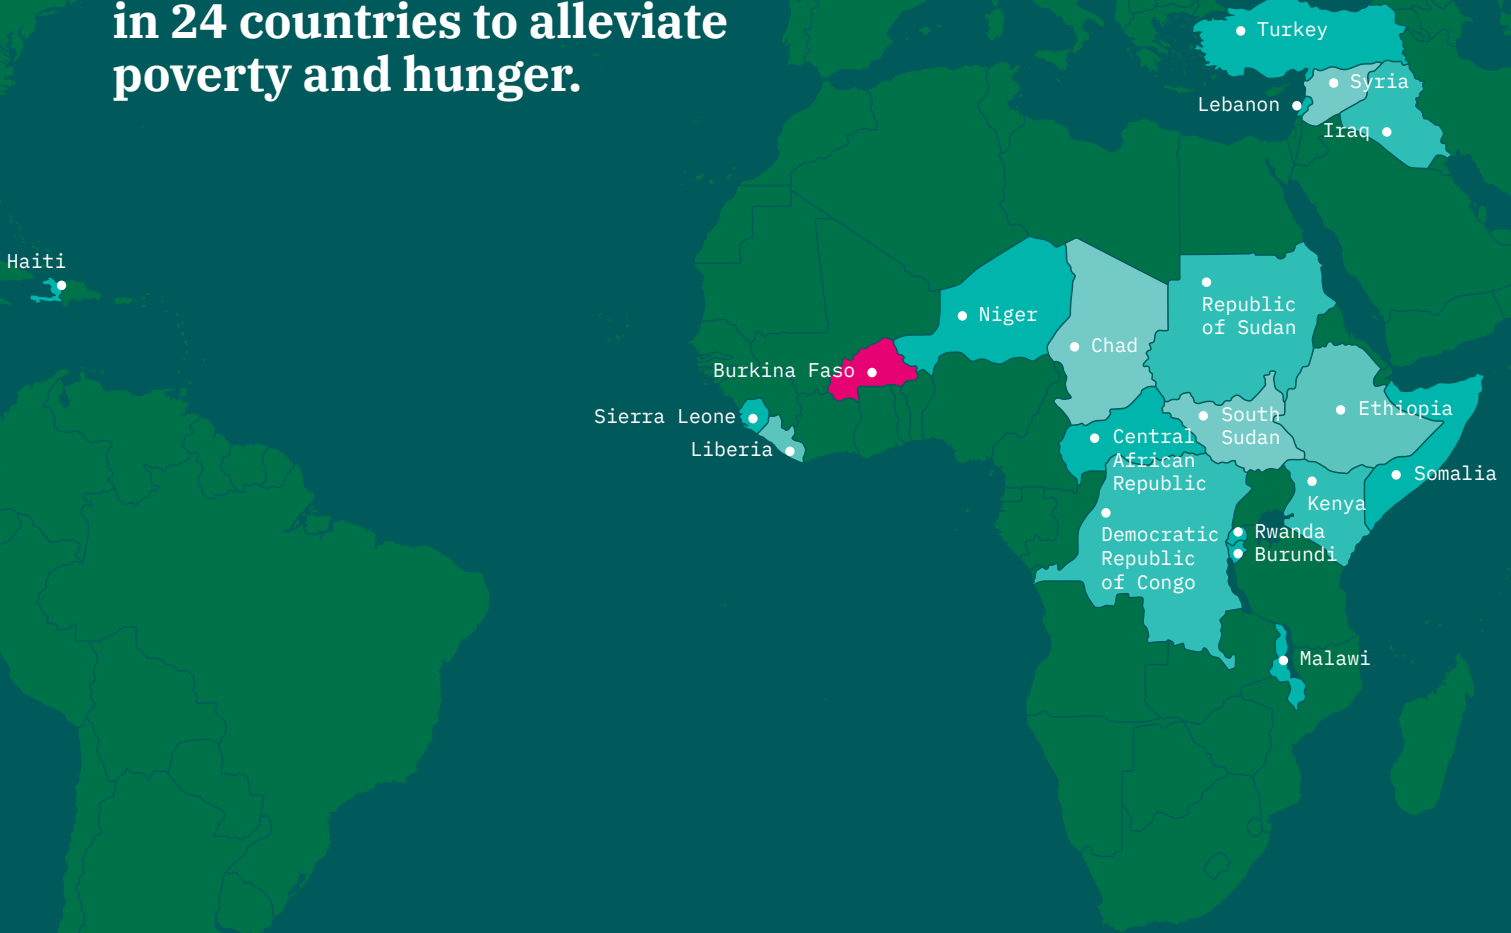 in 24 countries to alleviate
poverty and hunger.
Turkey
Syria
Lebanon
Iraq
Haiti
Republic
of Sudan
Niger
Chad
Burkina Faso
Ethiopia
Sierra Leone
South
Sudan
Central
African
Republic
Liberia
Somalia
Kenya
Rwanda
Democratic
Republic
of Congo
Burundi
Malawi